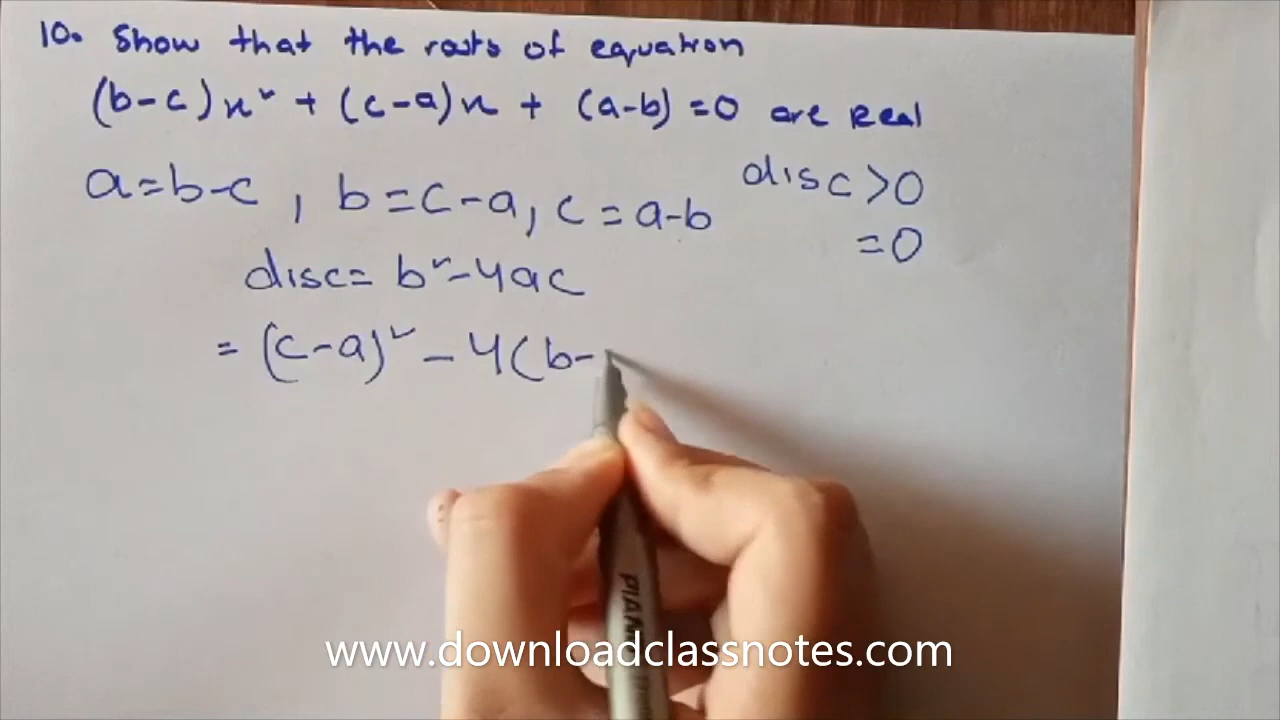 10. Show that the roots of equation
(b-c)x² + (c-a)x + (a-b) = 0 are Real
a=b-c, b=c-a, c=a-b
disc>0
=0
disc= b²-4ac
= (c-a)² - 4(b-
PIAN
www.downloadclassnotes.com